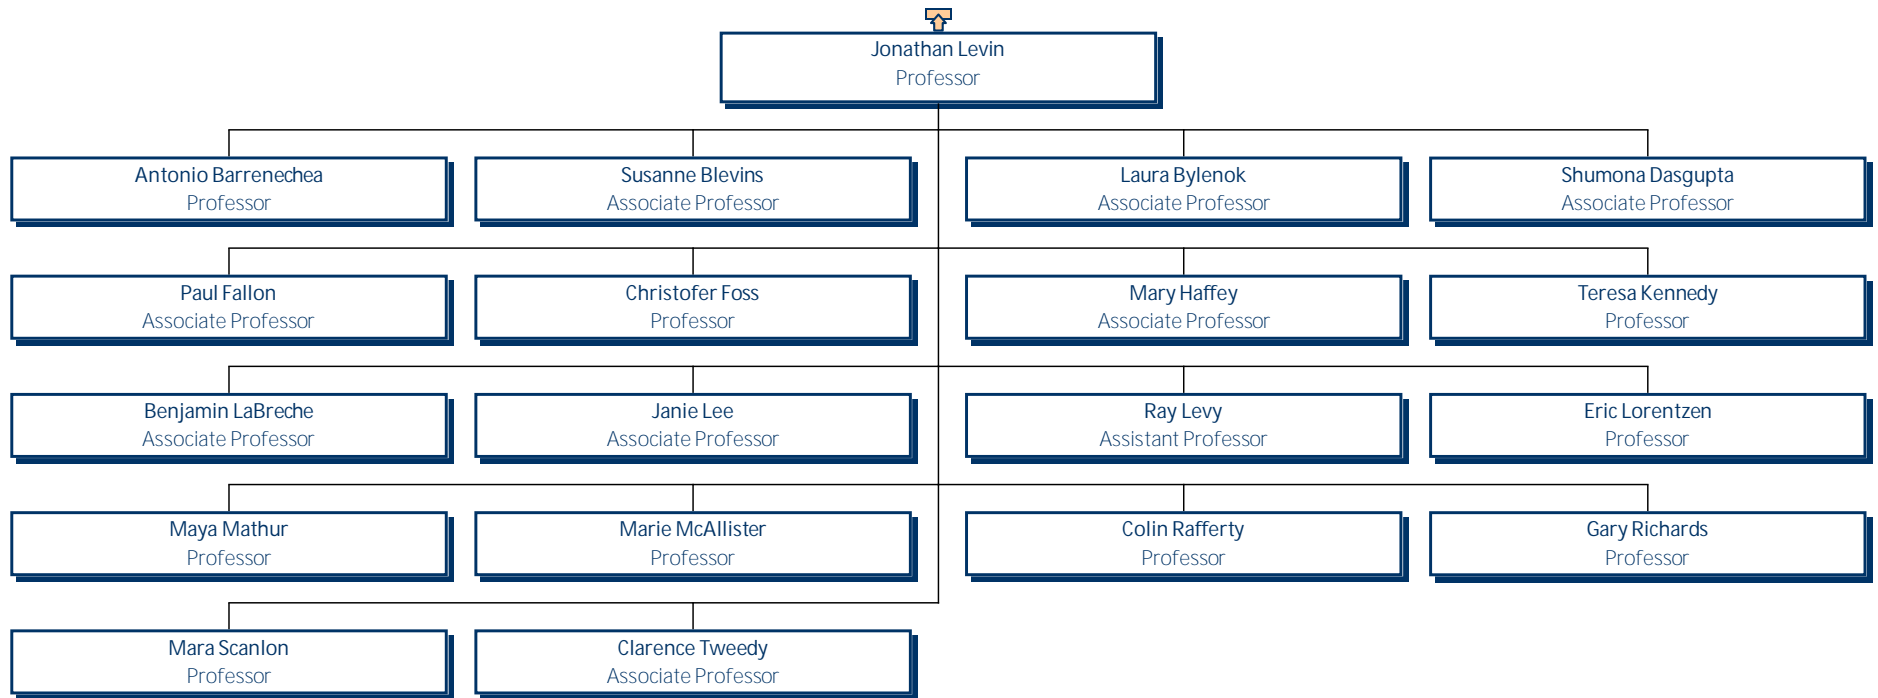 Jonathan Levin
Professor
Antonio Barrenechea
Professor
Susanne Blevins
Associate Professor
Laura Bylenok
Associate Professor
Shumona Dasgupta
Associate Professor
Paul Fallon
Associate Professor
Christofer Foss
Professor
Mary Haffey
Associate Professor
Teresa Kennedy
Professor
Benjamin LaBreche
Associate Professor
Janie Lee
Associate Professor
Ray Levy
Assistant Professor
Eric Lorentzen
Professor
Maya Mathur
Professor
Marie McAllister
Professor
Colin Rafferty
Professor
Gary Richards
Professor
Mara Scanlon
Professor
Clarence Tweedy
Associate Professor